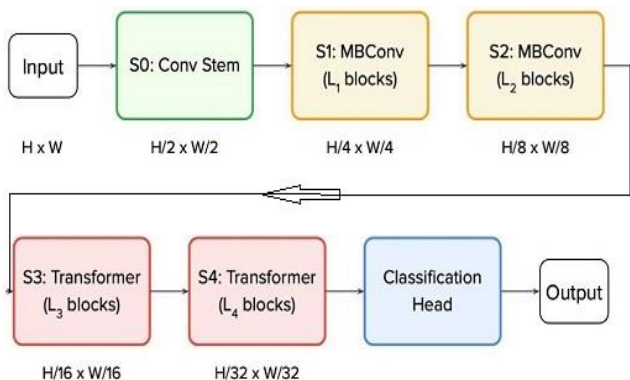 Input
S0: Conv Stem
S1: MBConv
(L₁ blocks)
S2: MBConv
(L₂ blocks)
H x W
H/2 x W/2
H/4 x W/4
H/8 x W/8
S3: Transformer
(L₃ blocks)
S4: Transformer
(L₄ blocks)
Classification
Head
Output
H/16 x W/16
H/32 x W/32